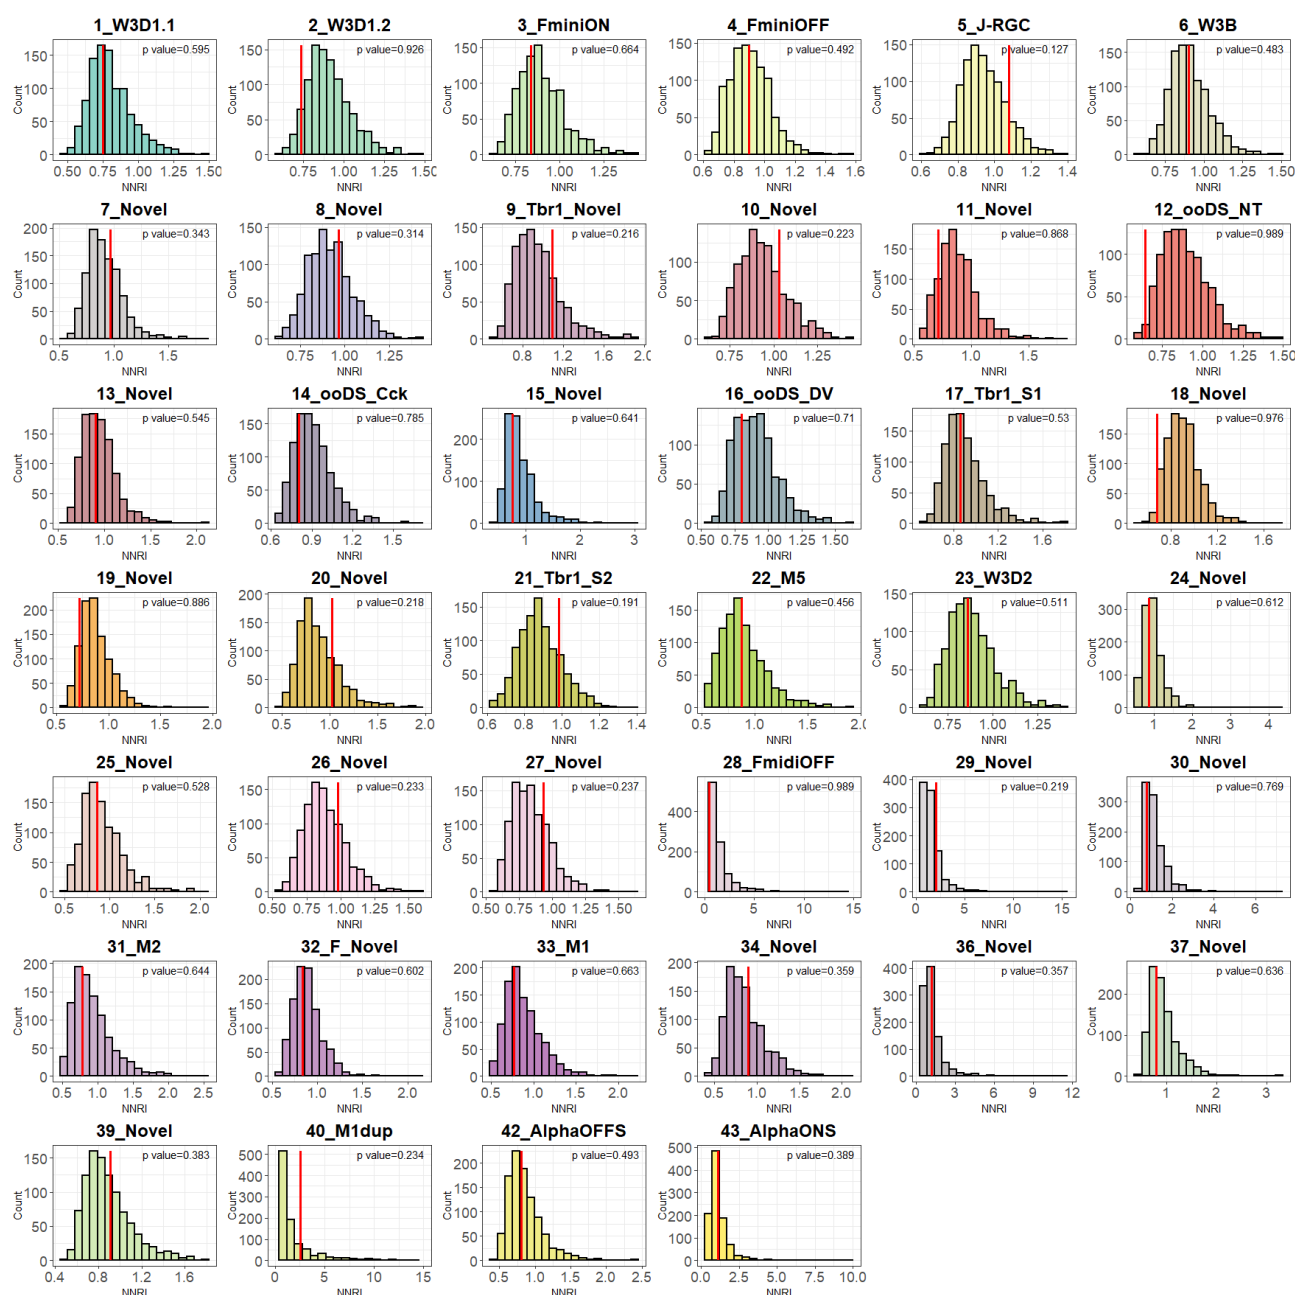 1_W3D1.1
p value=0.595
Count
150
100
50
0
0.50 0.75 1.00 1.25 1.50
NNRI
2_W3D1.2
p value=0.926
Count
150
100
50
0
0.75 1.00 1.25 1.50
NNRI
3_FminiON
p value=0.664
Count
150
100
50
0
0.75 1.00 1.25
NNRI
4_FminiOFF
p value=0.492
Count
150
100
50
0
0.6 0.8 1.0 1.2 1.4 1.6
NNRI
5_J-RGC
p value=0.127
Count
150
100
50
0
0.6 0.8 1.0 1.2 1.4
NNRI
6_W3B
p value=0.483
Count
150
100
50
0
0.50 0.75 1.00 1.25 1.50
NNRI
7_Novel
p value=0.343
Count
200
150
100
50
0
0.5 1.0 1.5
NNRI
8_Novel
p value=0.314
Count
150
100
50
0
0.75 1.00 1.25
NNRI
9_Tbr1_Novel
p value=0.216
Count
150
100
50
0
0.8 1.2 1.6 2.0
NNRI
10_Novel
p value=0.223
Count
100
50
0
0.75 1.00 1.25
NNRI
11_Novel
p value=0.868
Count
150
100
50
0
0.5 1.0 1.5
NNRI
12_ooDS_NT
p value=0.989
Count
100
50
0
0.75 1.00 1.25 1.50
NNRI
13_Novel
p value=0.545
Count
150
100
50
0
0.5 1.0 1.5 2.0
NNRI
14_ooDS_Cck
p value=0.785
Count
150
100
50
0
0.6 0.9 1.2 1.5
NNRI
15_Novel
p value=0.641
Count
200
100
0
1 2 3
NNRI
16_ooDS_DV
p value=0.71
Count
100
50
0
0.50 0.75 1.00 1.25 1.50
NNRI
17_Tbr1_S1
p value=0.53
Count
150
100
50
0
0.8 1.2 1.6
NNRI
18_Novel
p value=0.976
Count
150
100
50
0
0.8 1.2 1.6
NNRI
19_Novel
p value=0.886
Count
200
150
100
50
0
0.5 1.0 1.5 2.0
NNRI
20_Novel
p value=0.218
Count
150
100
50
0
0.5 1.0 1.5 2.0
NNRI
21_Tbr1_S2
p value=0.191
Count
150
100
50
0
0.6 0.8 1.0 1.2 1.4
NNRI
22_M5
p value=0.456
Count
150
100
50
0
0.5 1.0 1.5 2.0
NNRI
23_W3D2
p value=0.511
Count
150
100
50
0
0.75 1.00 1.25
NNRI
24_Novel
p value=0.612
Count
300
200
100
0
1 2 3 4
NNRI
25_Novel
p value=0.528
Count
150
100
50
0
0.5 1.0 1.5 2.0
NNRI
26_Novel
p value=0.233
Count
150
100
50
0
0.50 0.75 1.00 1.25 1.50
NNRI
27_Novel
p value=0.237
Count
150
100
50
0
0.50 0.75 1.00 1.25 1.50
NNRI
28_FmidiOFF
p value=0.989
Count
400
200
0
0 5 10 15
NNRI
29_Novel
p value=0.219
Count
400
300
200
100
0
0 5 10 15
NNRI
30_Novel
p value=0.769
Count
300
200
100
0
0 2 4 6
NNRI
31_M2
p value=0.644
Count
200
150
100
50
0
0.5 1.0 1.5 2.0 2.5
NNRI
32_F_Novel
p value=0.602
Count
200
150
100
50
0
0.5 1.0 1.5 2.0
NNRI
33_M1
p value=0.663
Count
200
150
100
50
0
0.5 1.0 1.5 2.0
NNRI
34_Novel
p value=0.359
Count
200
150
100
50
0
0.5 1.0 1.5 2.0
NNRI
36_Novel
p value=0.357
Count
400
300
200
100
0
0 3 6 9 12
NNRI
37_Novel
p value=0.636
Count
200
100
0
1 2 3
NNRI
39_Novel
p value=0.383
Count
150
100
50
0
0.4 0.8 1.2 1.6
NNRI
40_M1dup
p value=0.234
Count
500
400
300
200
100
0
0 5 10 15
NNRI
42_AlphaOFFS
p value=0.493
Count
200
150
100
50
0
0.5 1.0 1.5 2.0 2.5
NNRI
43_AlphaONS
p value=0.389
Count
500
400
300
200
100
0
0.0 2.5 5.0 7.5 10.0
NNRI